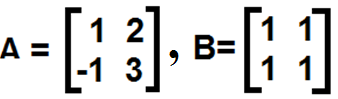 A = [1 2
-1 3], B= [1 1
1 1]